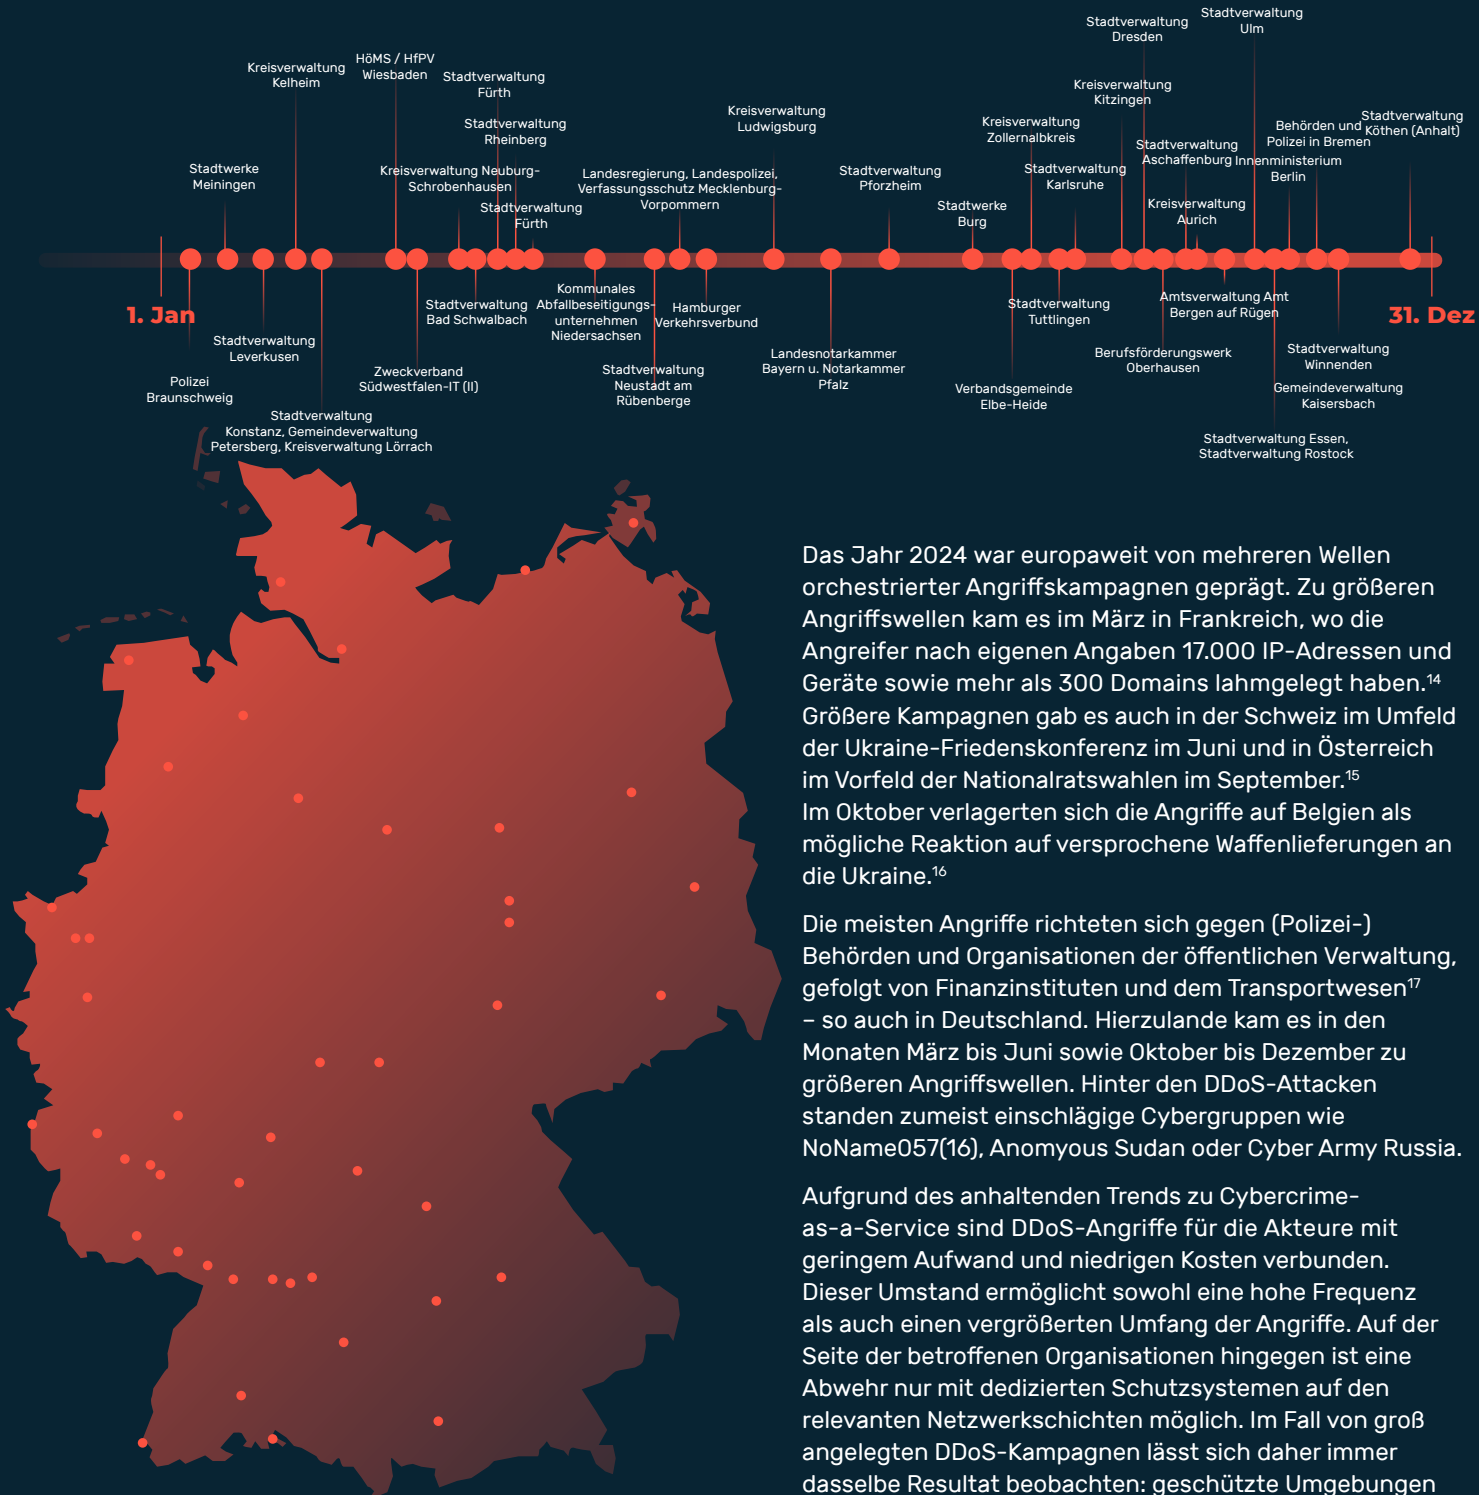 Stadtverwaltung
Ulm
Stadtverwaltung
Dresden
HöMS / HfPV
Wiesbaden
Kreisverwaltung
Kelheim
Stadtverwaltung
Fürth
Kreisverwaltung
Kitzingen
Kreisverwaltung
Ludwigsburg
Stadtverwaltung
Köthen (Anhalt)
Stadtverwaltung
Rheinberg
Kreisverwaltung
Zollernalbkreis
Behörden und
Polizei in Bremen
Stadtverwaltung
Aschaffenburg
Innenministerium
Berlin
Stadtwerke
Meiningen
Kreisverwaltung Neuburg-
Schrobenhausen
Landesregierung, Landespolizei,
Verfassungsschutz Mecklenburg-
Vorpommern
Stadtverwaltung
Pforzheim
Stadtverwaltung
Karlsruhe
Stadtverwaltung
Fürth
Stadtwerke
Burg
Kreisverwaltung
Aurich
1. Jan
31. Dez
Stadtverwaltung
Leverkusen
Polizei
Braunschweig
Stadtverwaltung
Konstanz, Gemeindeverwaltung
Petersberg, Kreisverwaltung Lörrach
Zweckverband
Südwestfalen-IT (II)
Stadtverwaltung
Bad Schwalbach
Kommunales
Abfallbeseitigungs-
unternehmen
Niedersachsen
Stadtverwaltung
Neustadt am
Rübenberge
Hamburger
Verkehrsverbund
Landesnotarkammer
Bayern u. Notarkammer
Pfalz
Verbandsgemeinde
Elbe-Heide
Stadtverwaltung
Tuttlingen
Berufsförderungswerk
Oberhausen
Amtsverwaltung Amt
Bergen auf Rügen
Stadtverwaltung
Winnenden
Gemeindeverwaltung
Kaisersbach
Stadtverwaltung Essen,
Stadtverwaltung Rostock
Das Jahr 2024 war europaweit von mehreren Wellen
orchestrierter Angriffskampagnen geprägt. Zu größeren
Angriffswellen kam es im März in Frankreich, wo die
Angreifer nach eigenen Angaben 17.000 IP-Adressen und
Geräte sowie mehr als 300 Domains lahmgelegt haben.¹⁴
Größere Kampagnen gab es auch in der Schweiz im Umfeld
der Ukraine-Friedenskonferenz im Juni und in Österreich
im Vorfeld der Nationalratswahlen im September.¹⁵
Im Oktober verlagerten sich die Angriffe auf Belgien als
mögliche Reaktion auf versprochene Waffenlieferungen an
die Ukraine.¹⁶
Die meisten Angriffe richteten sich gegen (Polizei-)
Behörden und Organisationen der öffentlichen Verwaltung,
gefolgt von Finanzinstituten und dem Transportwesen¹⁷
– so auch in Deutschland. Hierzulande kam es in den
Monaten März bis Juni sowie Oktober bis Dezember zu
größeren Angriffswellen. Hinter den DDoS-Attacken
standen zumeist einschlägige Cybergruppen wie
NoName057(16), Anomyous Sudan oder Cyber Army Russia.
Aufgrund des anhaltenden Trends zu Cybercrime-
as-a-Service sind DDoS-Angriffe für die Akteure mit
geringem Aufwand und niedrigen Kosten verbunden.
Dieser Umstand ermöglicht sowohl eine hohe Frequenz
als auch einen vergrößerten Umfang der Angriffe. Auf der
Seite der betroffenen Organisationen hingegen ist eine
Abwehr nur mit dedizierten Schutzsystemen auf den
relevanten Netzwerkschichten möglich. Im Fall von groß
angelegten DDoS-Kampagnen lässt sich daher immer
dasselbe Resultat beobachten: geschützte Umgebungen